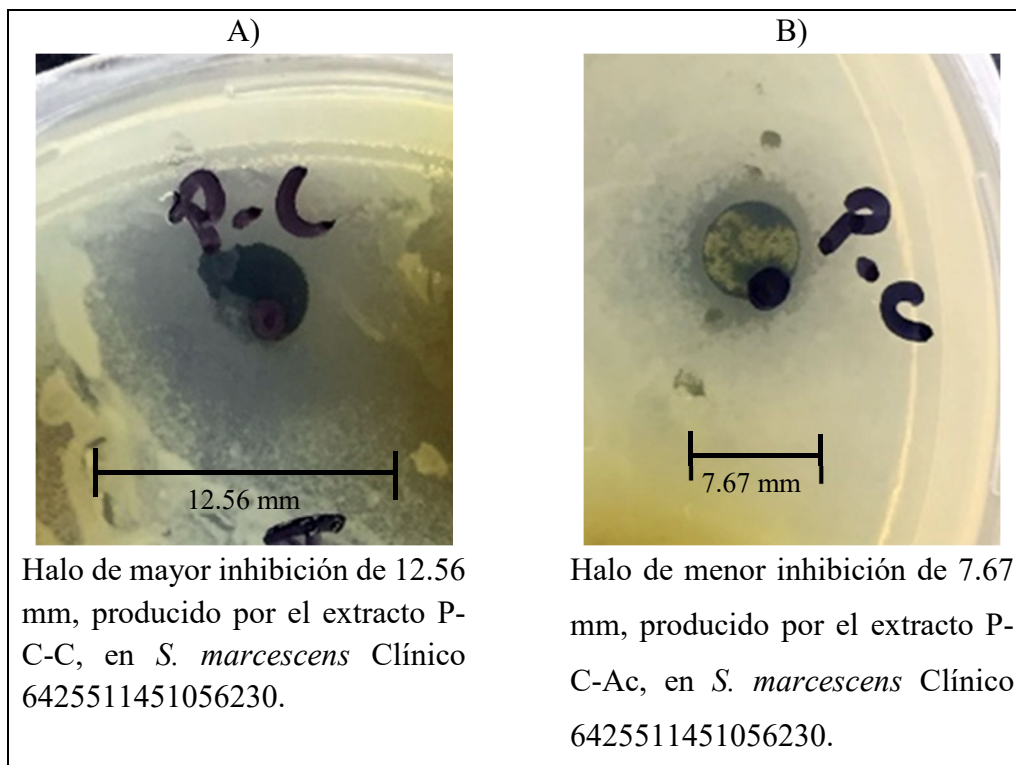 A)
P-C
12.56 mm
Halo de mayor inhibición de 12.56
mm, producido por el extracto P-
C-C, en S. marcescens Clínico
6425511451056230.
B)
P-C
7.67 mm
Halo de menor inhibición de 7.67
mm, producido por el extracto P-
C-Ac, en S. marcescens Clínico
6425511451056230.